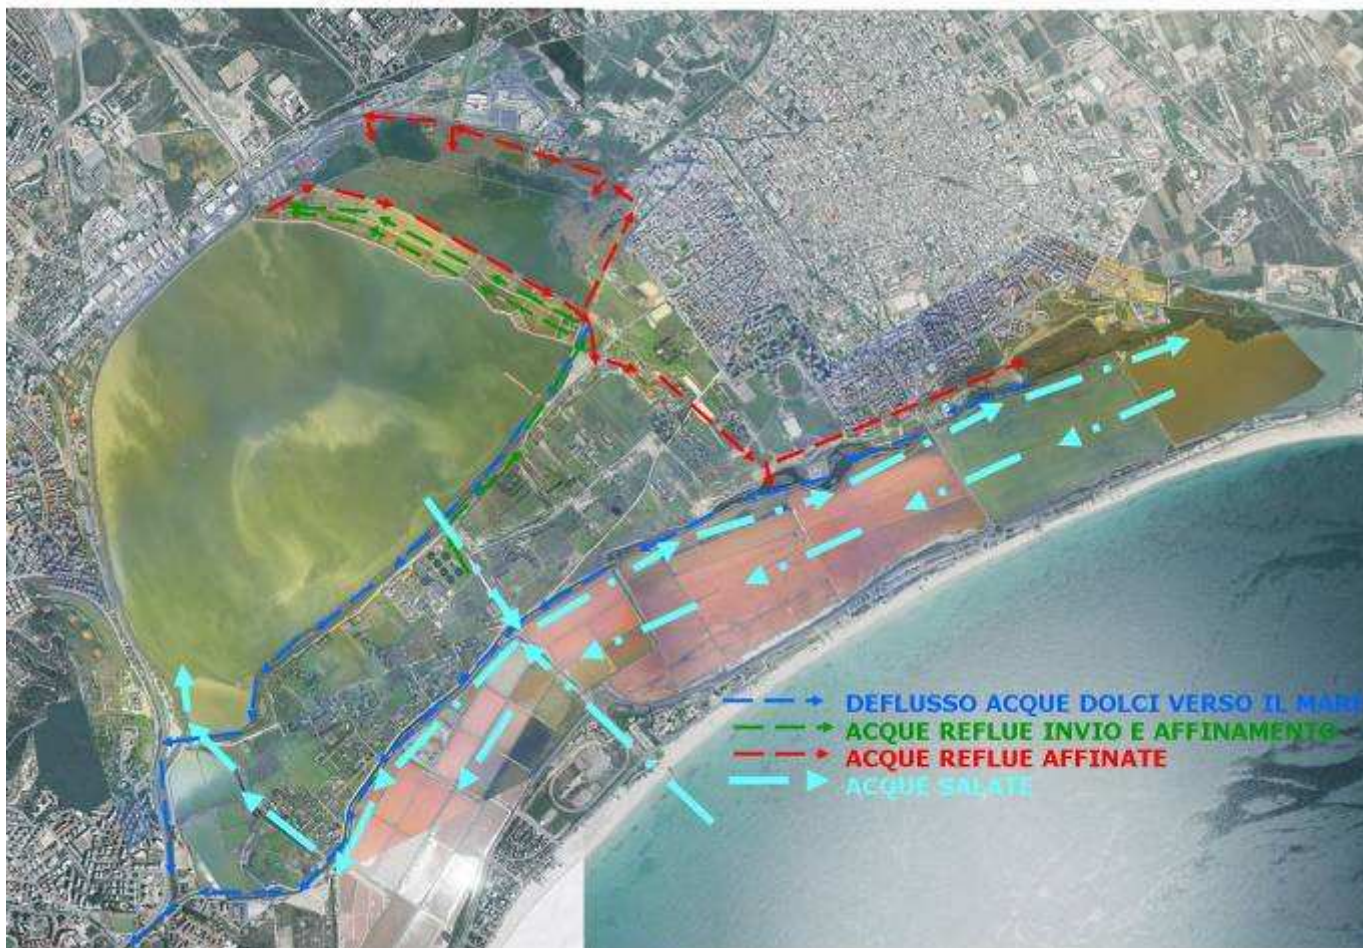 DEFLUSSO ACQUE DOLCI VERSO IL MARE
ACQUE REFLUE INVIO E AFFINAMENTO
ACQUE REFLUE AFFINATE
ACQUE SALATE